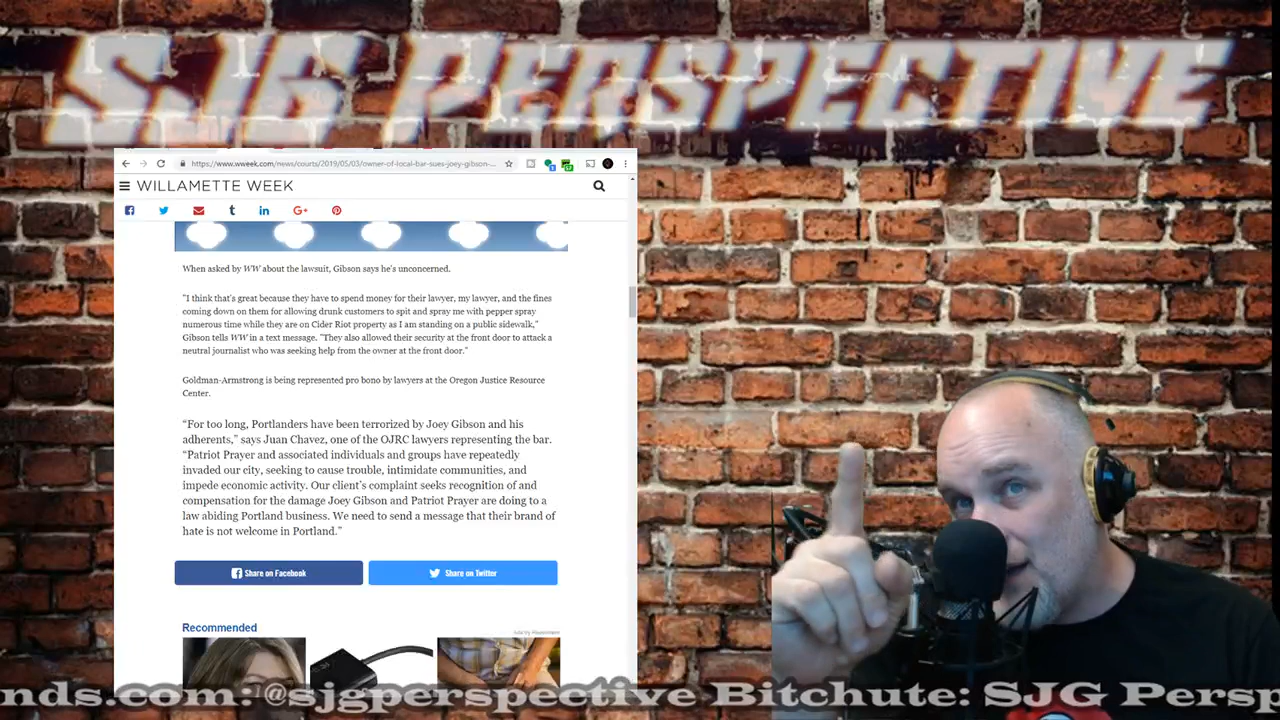 SJG PERSPECTIVE
https://www.wweek.com/news/courts/2019/05/03/owner-of-local-bar-sues-joey-gibson-...
WILLAMETTE WEEK
When asked by WW about the lawsuit, Gibson says he's unconcerned.
"I think that's great because they have to spend money for their lawyer, my lawyer, and the fines
coming down on them for allowing drunk customers to spit and spray me with pepper spray
numerous time while they are on Cider Riot property as I am standing on a public sidewalk,"
Gibson tells WW in a text message. "They also allowed their security at the front door to attack a
neutral journalist who was seeking help from the owner at the front door."
Goldman-Armstrong is being represented pro bono by lawyers at the Oregon Justice Resource
Center.
“For too long, Portlanders have been terrorized by Joey Gibson and his
adherents,” says Juan Chavez, one of the OJRC lawyers representing the bar.
“Patriot Prayer and associated individuals and groups have repeatedly
invaded our city, seeking to cause trouble, intimidate communities, and
impede economic activity. Our client’s complaint seeks recognition of and
compensation for the damage Joey Gibson and Patriot Prayer are doing to a
law abiding Portland business. We need to send a message that their brand of
hate is not welcome in Portland.”
Share on Facebook
Share on Twitter
Recommended
nds.com: @sjgperspective Bitchute: SJG Persp